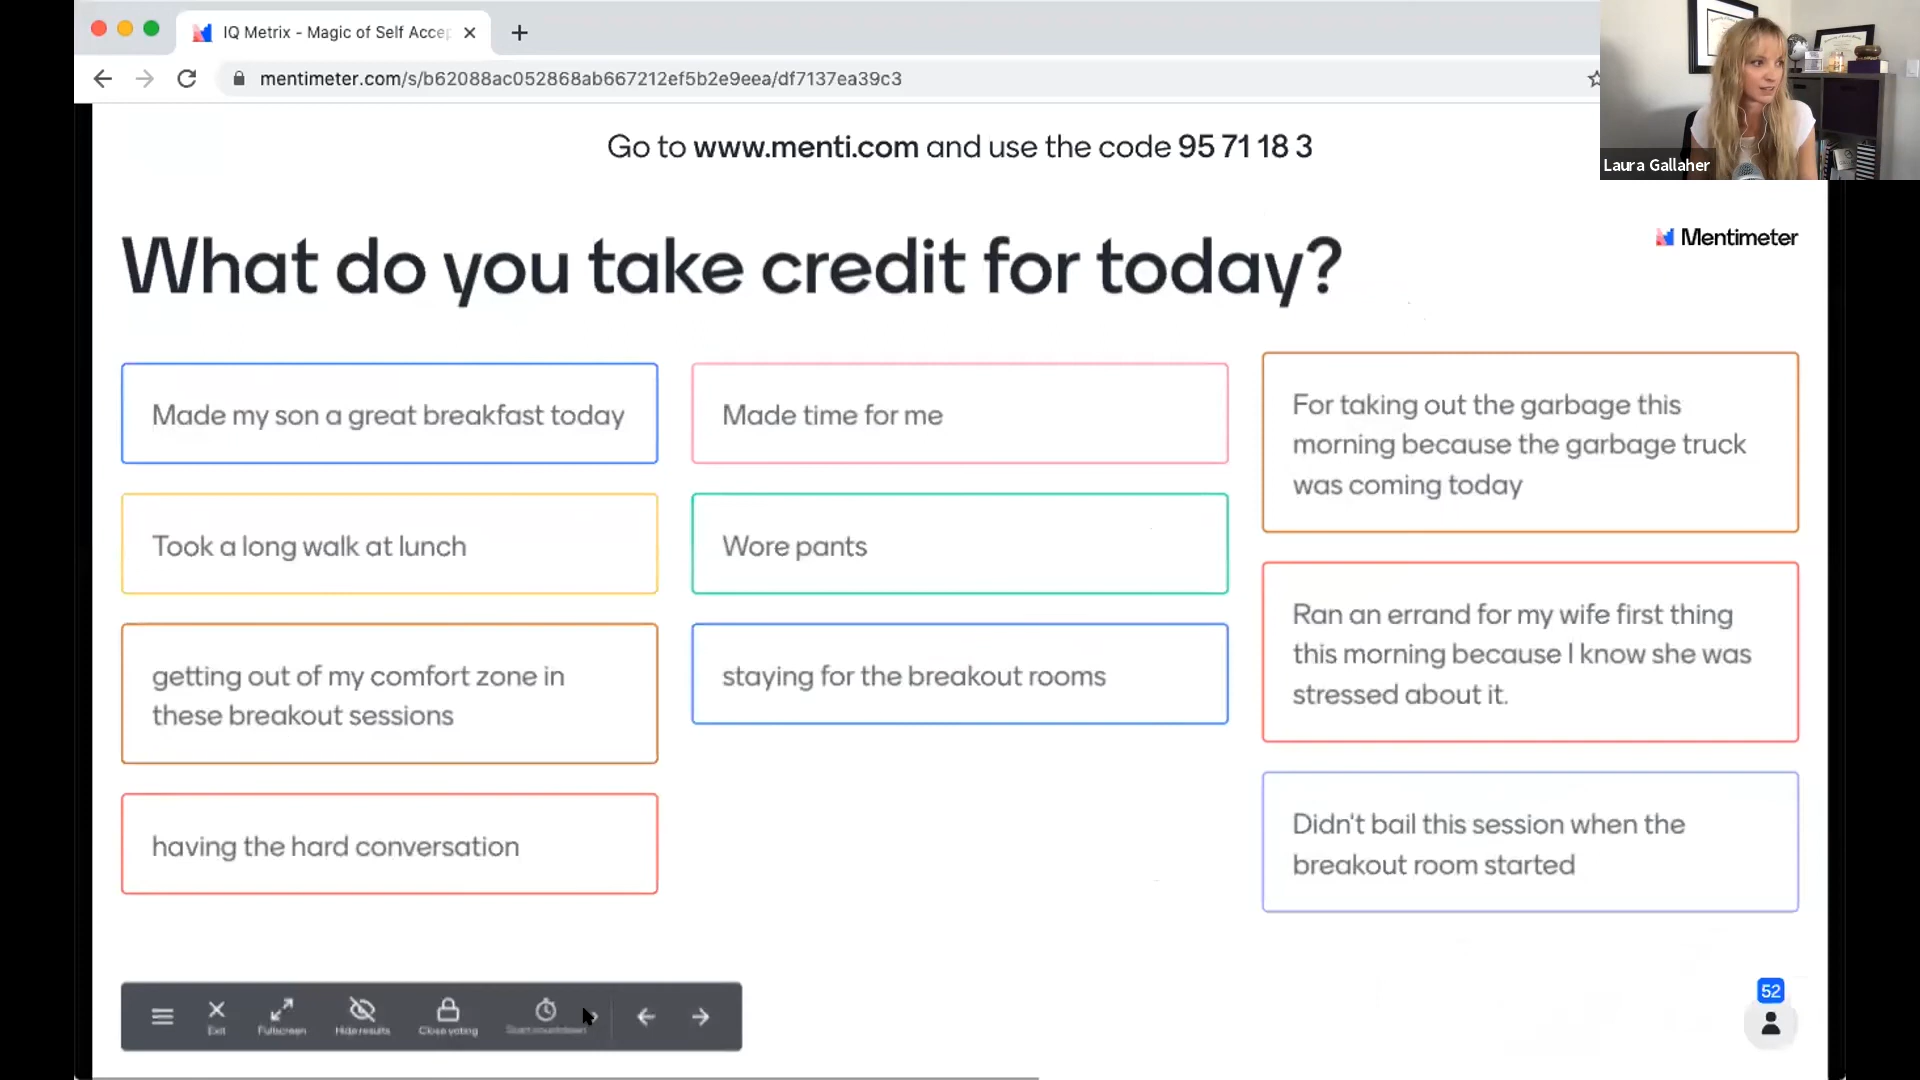 IQ Metrix - Magic of Self Accep
mentimeter.com/s/b62088ac052868ab667212ef5b2e9eea/df7137ea39c3
Laura Gallaher
Go to www.menti.com and use the code 95 71 18 3
Mentimeter
What do you take credit for today?
Made my son a great breakfast today
Took a long walk at lunch
getting out of my comfort zone in
these breakout sessions
having the hard conversation
Made time for me
Wore pants
staying for the breakout rooms
For taking out the garbage this
morning because the garbage truck
was coming today
Ran an errand for my wife first thing
this morning because I know she was
stressed about it.
Didn't bail this session when the
breakout room started
Exit
Fullscreen
Hide results
Close voting
Start countdown
52